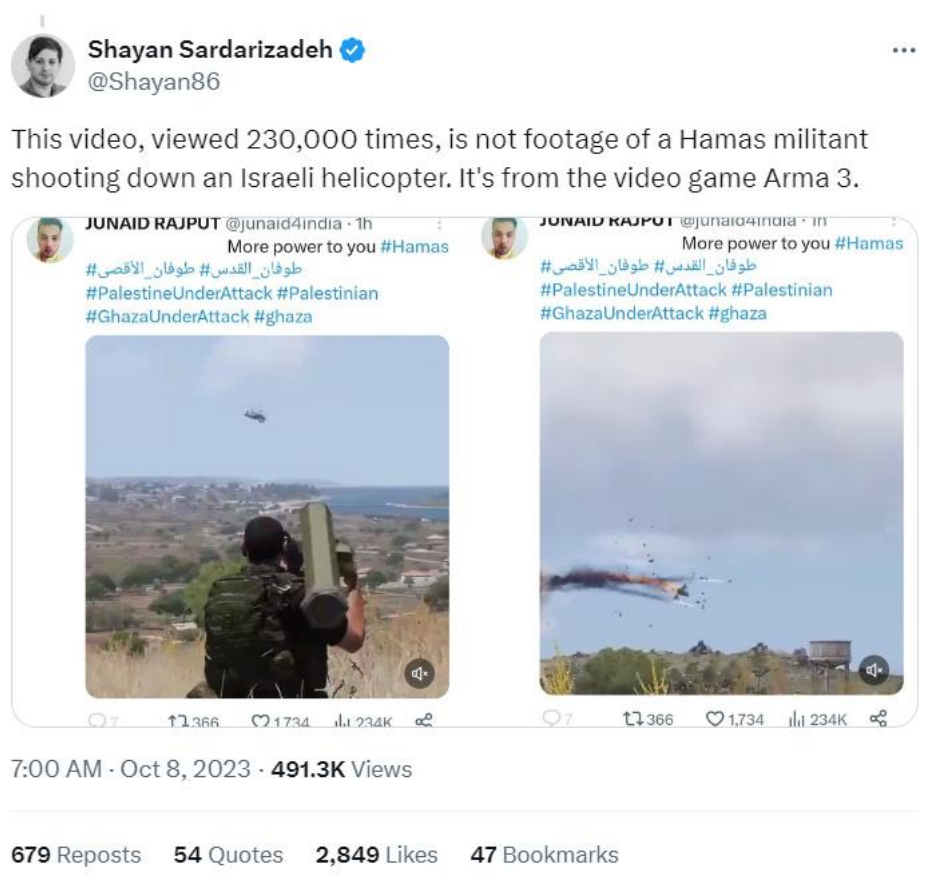 Shayan Sardarizadeh
@Shayan86
This video, viewed 230,000 times, is not footage of a Hamas militant
shooting down an Israeli helicopter. It's from the video game Arma 3.
JUNAID RAJPUT @junaid4india · 1h
More power to you #Hamas
#طوفان_القدس #طوفان_الأقصى
#PalestineUnderAttack #Palestinian
#GhazaUnderAttack #ghaza
7 366 1734 234K
JUNAID RAJPUT @junaid4india · 1h
More power to you #Hamas
#طوفان_القدس #طوفان_الأقصى
#PalestineUnderAttack #Palestinian
#GhazaUnderAttack #ghaza
7 366 1,734 234K
7:00 AM · Oct 8, 2023 · 491.3K Views
679 Reposts 54 Quotes 2,849 Likes 47 Bookmarks